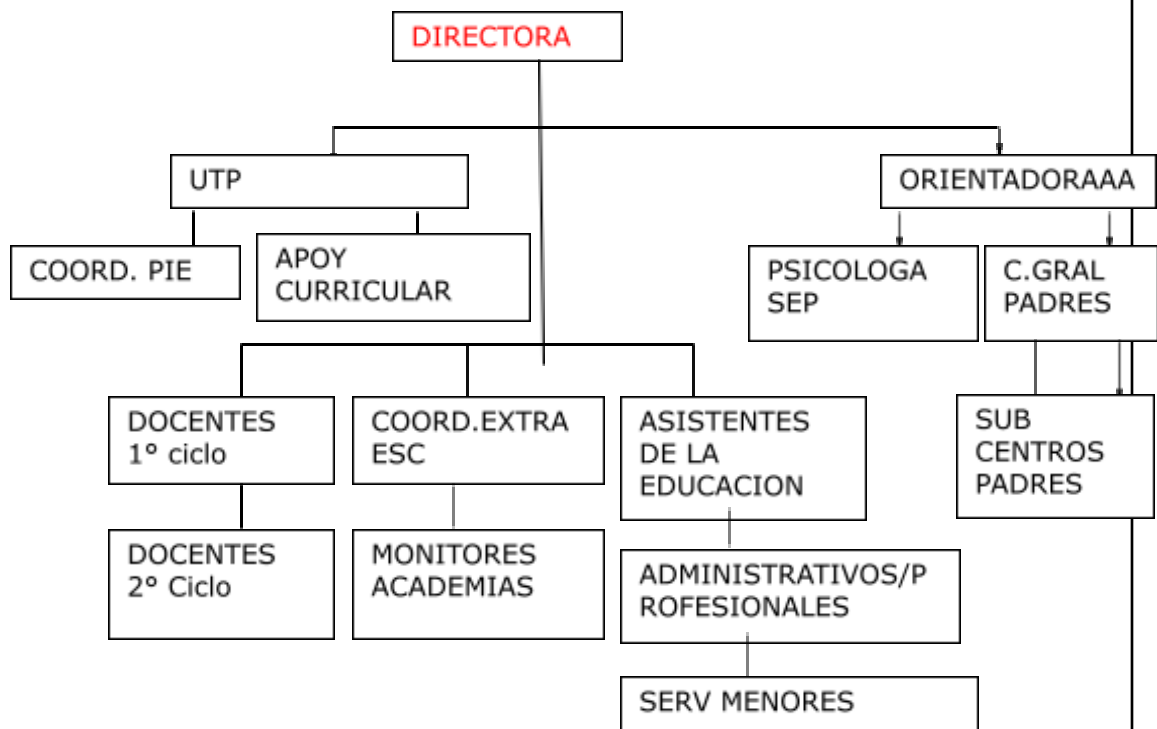 DIRECTORA
UTP
ORIENTADORAAA
COORD. PIE
APOY
CURRICULAR
PSICOLOGA
SEP
C.GRAL
PADRES
DOCENTES
1° ciclo
COORD.EXTRA
ESC
ASISTENTES
DE LA
EDUCACION
SUB
CENTROS
PADRES
DOCENTES
2° Ciclo
MONITORES
ACADEMIAS
ADMINISTRATIVOS/P
ROFESIONALES
SERV MENORES